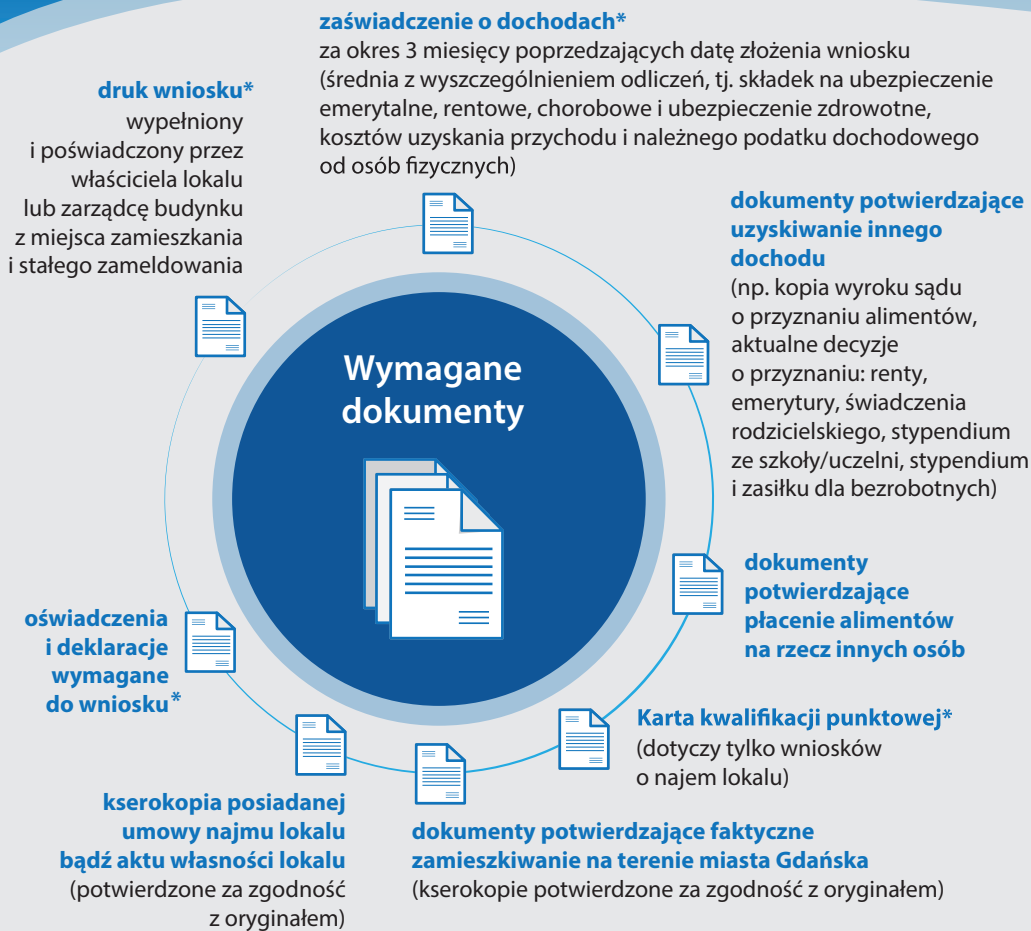 zaświadczenie o dochodach*
za okres 3 miesięcy poprzedzających datę złożenia wniosku
(średnia z wyszczególnieniem odliczeń, tj. składek na ubezpieczenie
emerytalne, rentowe, chorobowe i ubezpieczenie zdrowotne,
kosztów uzyskania przychodu i należnego podatku dochodowego
od osób fizycznych)
druk wniosku*
wypełniony
i poświadczony przez
właściciela lokalu
lub zarządcę budynku
z miejsca zamieszkania
i stałego zameldowania
dokumenty potwierdzające
uzyskiwanie innego
dochodu
(np. kopia wyroku sądu
o przyznaniu alimentów,
aktualne decyzje
o przyznaniu: renty,
emerytury, świadczenia
rodzicielskiego, stypendium
ze szkoły/uczelni, stypendium
i zasiłku dla bezrobotnych)
Wymagane
dokumenty
dokumenty
potwierdzające
płacenie alimentów
na rzecz innych osób
oświadczenia
i deklaracje
wymagane
do wniosku*
Karta kwalifikacji punktowej*
(dotyczy tylko wniosków
o najem lokalu)
kserokopia posiadanej
umowy najmu lokalu
bądź aktu własności lokalu
(potwierdzone za zgodność
z oryginałem)
dokumenty potwierdzające faktyczne
zamieszkiwanie na terenie miasta Gdańska
(kserokopie potwierdzone za zgodność z oryginałem)